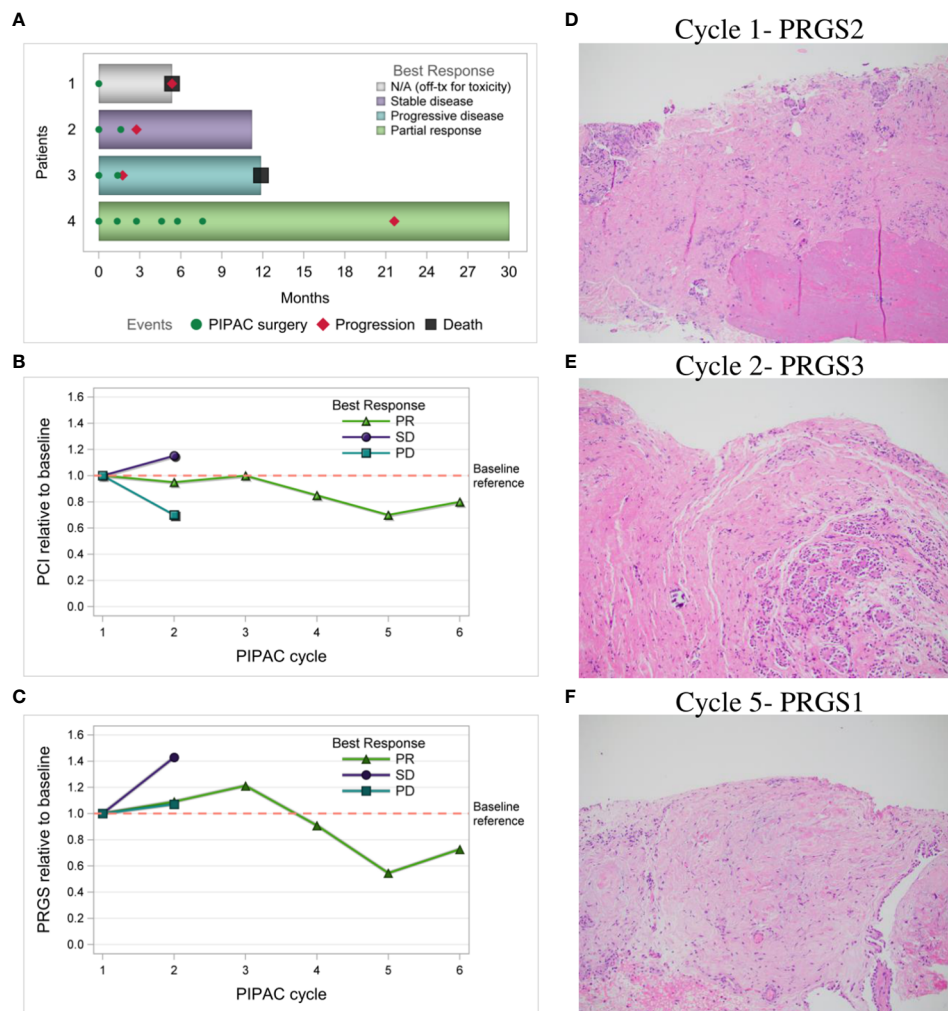 A
Best Response
N/A (off-tx for toxicity)
Stable disease
Progressive disease
Partial response
Patients
1
2
3
4
0 3 6 9 12 15 18 21 24 27 30
Months
Events PIPAC surgery Progression Death
B
PCI relative to baseline
1.6
1.4
1.2
1.0
0.8
0.6
0.4
0.2
0.0
Best Response
PR
SD
PD
Baseline
reference
1 2 3 4 5 6
PIPAC cycle
C
PRGS relative to baseline
1.6
1.4
1.2
1.0
0.8
0.6
0.4
0.2
0.0
Best Response
PR
SD
PD
Baseline
reference
1 2 3 4 5 6
PIPAC cycle
D
Cycle 1- PRGS2
E
Cycle 2- PRGS3
F
Cycle 5- PRGS1